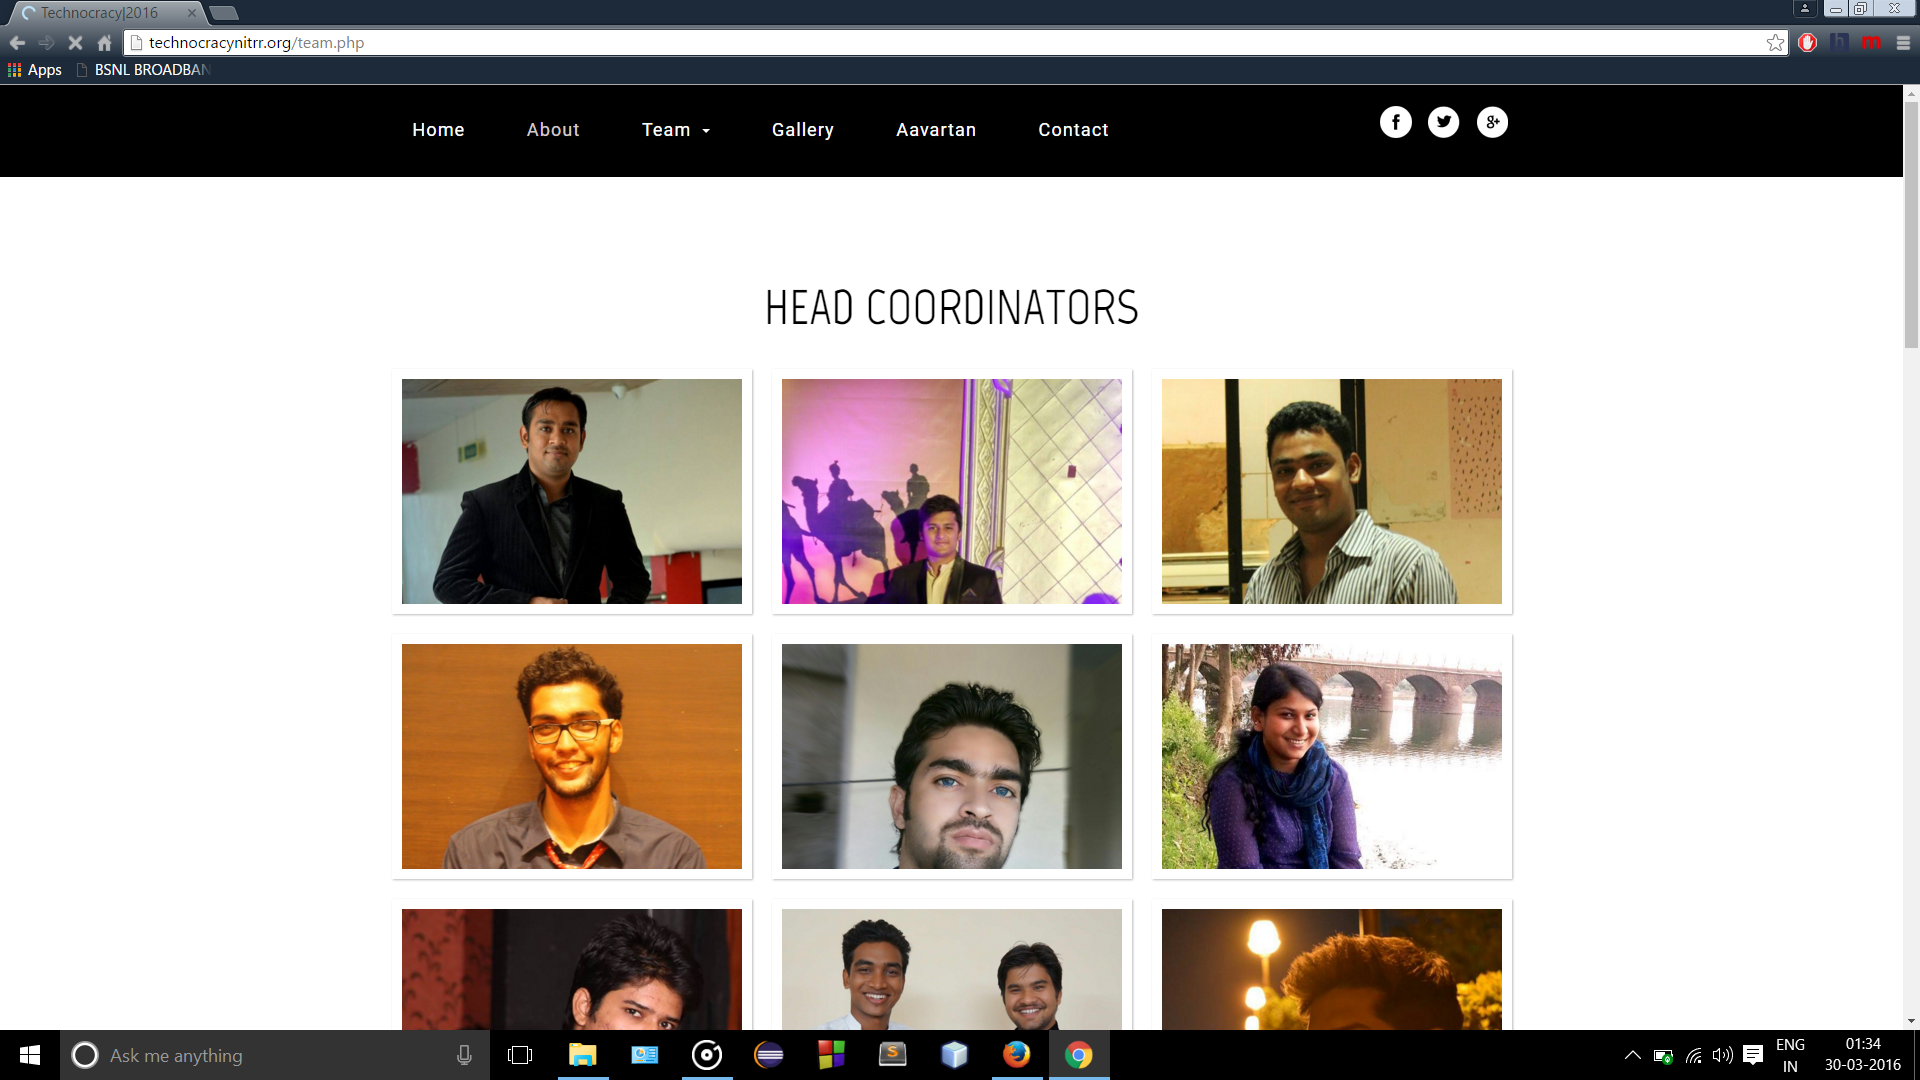 Technocracy|2016
technocracynitrr.org/team.php
Apps
BSNL BROADBAN
Home
About
Team
Gallery
Aavartan
Contact
HEAD COORDINATORS
Ask me anything
ENG
IN
01:34
30-03-2016